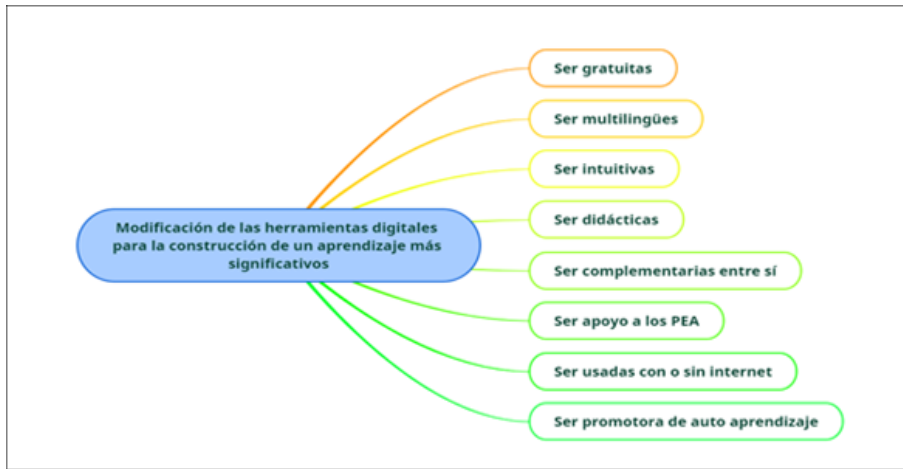 Ser gratuitas
Ser multilingües
Ser intuitivas
Ser didácticas
Modificación de las herramientas digitales
para la construcción de un aprendizaje más
significativos
Ser complementarias entre sí
Ser apoyo a los PEA
Ser usadas con o sin internet
Ser promotora de auto aprendizaje